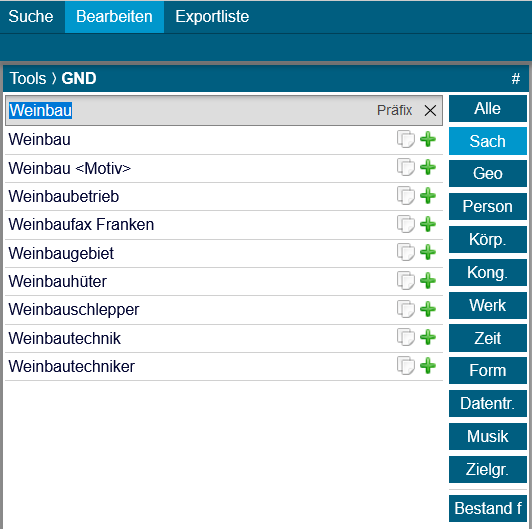 Suche Bearbeiten Exportliste
Tools ⟩ GND #
Weinbau Präfix
Weinbau
Weinbau <Motiv>
Weinbaubetrieb
Weinbaufax Franken
Weinbaugebiet
Weinbauhüter
Weinbauschlepper
Weinbautechnik
Weinbautechniker
Alle
Sach
Geo
Person
Körp.
Kong.
Werk
Zeit
Form
Datentr.
Musik
Zielgr.
Bestand f